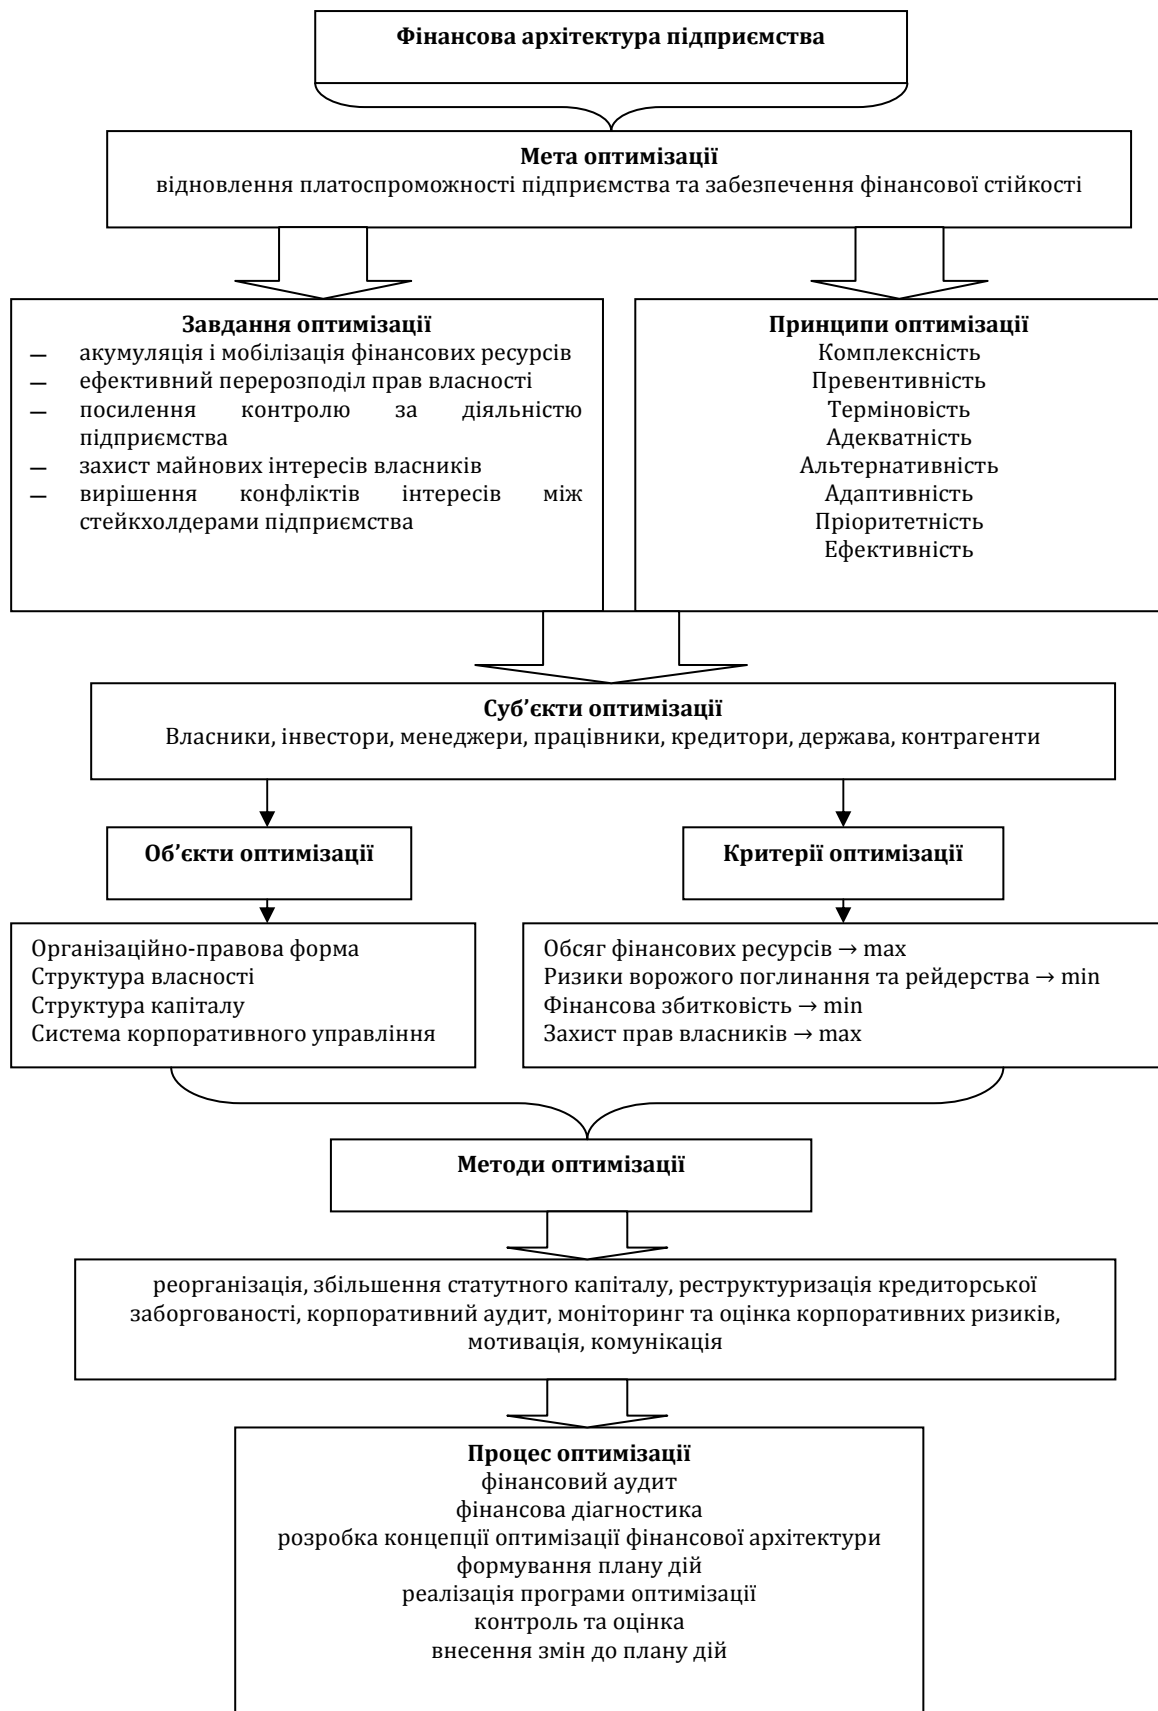 Фінансова архітектура підприємства
Мета оптимізації
відновлення платоспроможності підприємства та забезпечення фінансової стійкості
Завдання оптимізації
— акумуляція і мобілізація фінансових ресурсів
— ефективний перерозподіл прав власності
— посилення контролю за діяльністю
підприємства
— захист майнових інтересів власників
— вирішення конфліктів інтересів між
стейкхолдерами підприємства
Принципи оптимізації
Комплексність
Превентивність
Терміновість
Адекватність
Альтернативність
Адаптивність
Пріоритетність
Ефективність
Суб’єкти оптимізації
Власники, інвестори, менеджери, працівники, кредитори, держава, контрагенти
Об’єкти оптимізації
Критерії оптимізації
Організаційно-правова форма
Структура власності
Структура капіталу
Система корпоративного управління
Обсяг фінансових ресурсів → max
Ризики ворожого поглинання та рейдерства → min
Фінансова збитковість → min
Захист прав власників → max
Методи оптимізації
реорганізація, збільшення статутного капіталу, реструктуризація кредиторської
заборгованості, корпоративний аудит, моніторинг та оцінка корпоративних ризиків,
мотивація, комунікація
Процес оптимізації
фінансовий аудит
фінансова діагностика
розробка концепції оптимізації фінансової архітектури
формування плану дій
реалізація програми оптимізації
контроль та оцінка
внесення змін до плану дій